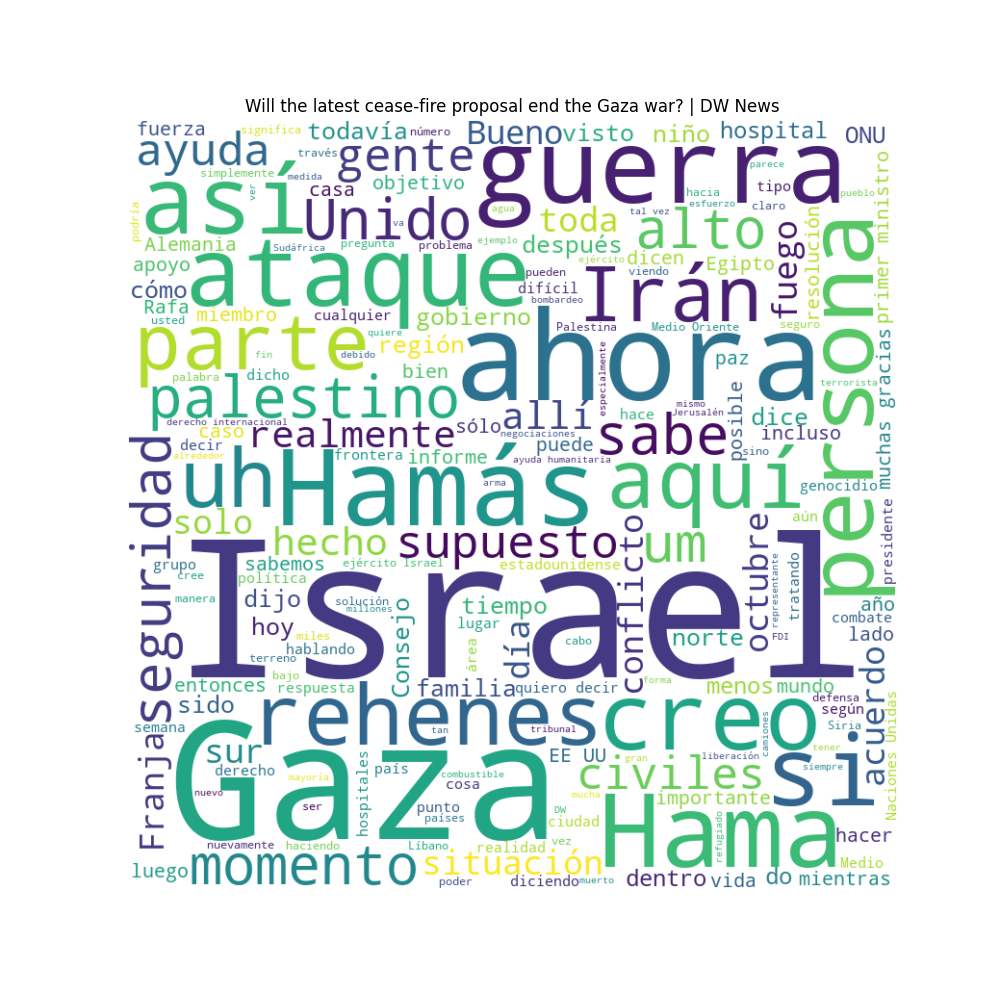 Will the latest cease-fire proposal end the Gaza war? | DW News
fuerza
significa
todavía
número
Bueno
visto
niño
hospital
ONU
ayuda
través
gente
guerra
parece
simplemente
medida
casa
objetivo
hacia
tipo
pueblo
así
ver
Unido
va
agua
toda
tal vez
esfuerzo
claro
alto
podría
Alemania
Sudáfrica
pregunta
problema
ejemplo
después
ejército
dicen
Egipto
fuego
resolución
primer ministro
persona
apoyo
ataque
pueden
viendo
cómo
difícil
bombardeo
Irán
Rafa
usted
miembro
cualquier
gobierno
Palestina
Medio Oriente
seguro
parte
quiere
región
ahora
paz
fin
debido
palabra
dicho
bien
especialmente
terrorista
muchas gracias
palestino
allí
hace
mismo
Jerusalén
posible
dice
derecho internacional
caso
realmente
sólo
negociaciones
puede
sabe
incluso
decir
sino
alrededor
frontera
informe
ayuda humanitaria
seguridad
uh
Hamás
arma
aquí
genocidio
solo
aún
presidente
hecho
supuesto
um
conflicto
octubre
grupo
sabemos
ejército Israel
estadounidense
representante
tratando
cree
política
Israel
manera
dijo
solución
millones
tiempo
año
combate
hoy
miles
lugar
día
norte
FDI
lado
hablando
Consejo
área
cabo
terreno
bajo
entonces
respuesta
familia
quiero decir
forma
menos
mundo
defensa
acuerdo
Franja
sido
según
Naciones Unidas
semana
rehenes
tan
tribunal
creo
camiones
Siria
tener
sur
EE UU
liberación
gran
siempre
si
derecho
Gaza
mayoría
hospitales
país
combustible
cosa
civiles
nuevo
ser
mucha
importante
punto
países
DW
ciudad
Hama
refugiado
hacer
nuevamente
haciendo
Líbano
realidad
vez
luego
momento
situación
Medio
poder
diciendo
muerto
dentro
vida
do
mientras